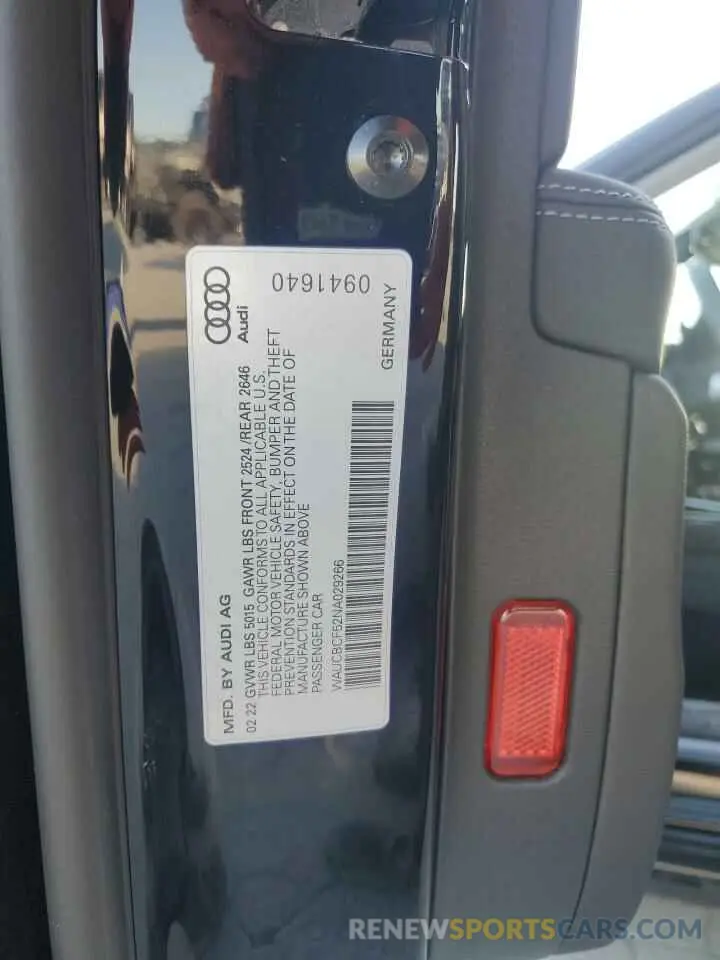 0941640
Audi
GERMANY
MFD. BY AUDI AG
02 22 GVWR LBS 5015 GAWR LBS FRONT 2524 /REAR 2646
THIS VEHICLE CONFORMS TO ALL APPLICABLE U.S.
FEDERAL MOTOR VEHICLE SAFETY, BUMPER AND THEFT
PREVENTION STANDARDS IN EFFECT ON THE DATE OF
MANUFACTURE SHOWN ABOVE
PASSENGER CAR
WAUCBCF52NA029266
RENEWSPORTSCARS.COM